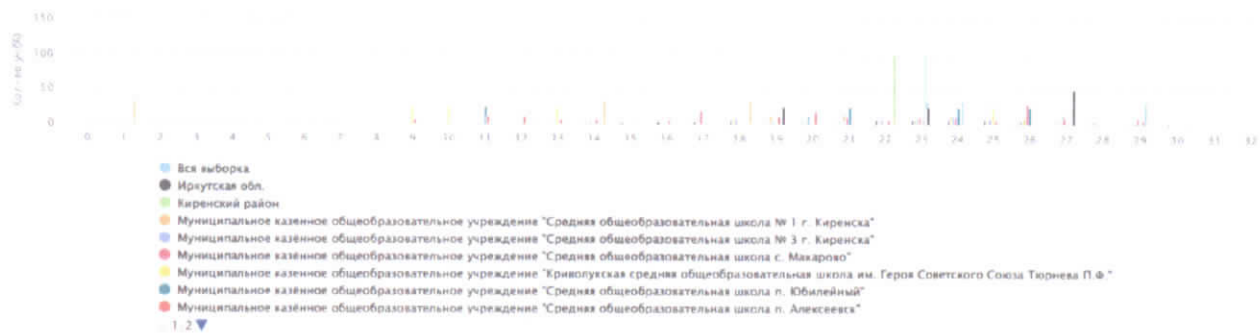 150
100
50
0
0 1 2 3 4 5 6 7 8 9 10 11 12 13 14 15 16 17 18 19 20 21 22 23 24 25 26 27 28 29 30 31 32
Вся выборка
Иркутская обл.
Киренский район
Муниципальное казённое общеобразовательное учреждение "Средняя общеобразовательная школа № 1 г. Киренска"
Муниципальное казённое общеобразовательное учреждение "Средняя общеобразовательная школа № 3 г. Киренска"
Муниципальное казённое общеобразовательное учреждение "Средняя общеобразовательная школа с. Макарово"
Муниципальное казённое общеобразовательное учреждение "Криволукская средняя общеобразовательная школа им. Героя Советского Союза Тюрнева П.Ф."
Муниципальное казённое общеобразовательное учреждение "Средняя общеобразовательная школа п. Юбилейный"
Муниципальное казённое общеобразовательное учреждение "Средняя общеобразовательная школа п. Алексеевск"
1/2